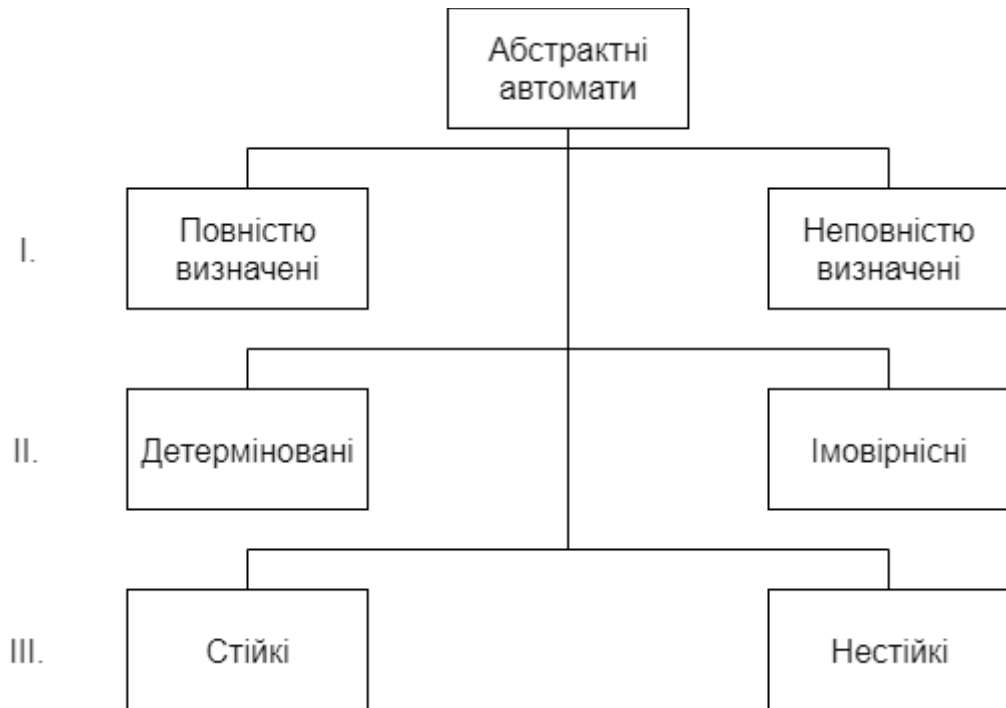 Абстрактні
автомати
I.
Повністю
визначені
Неповністю
визначені
II.
Детерміновані
Імовірнісні
III.
Стійкі
Нестійкі